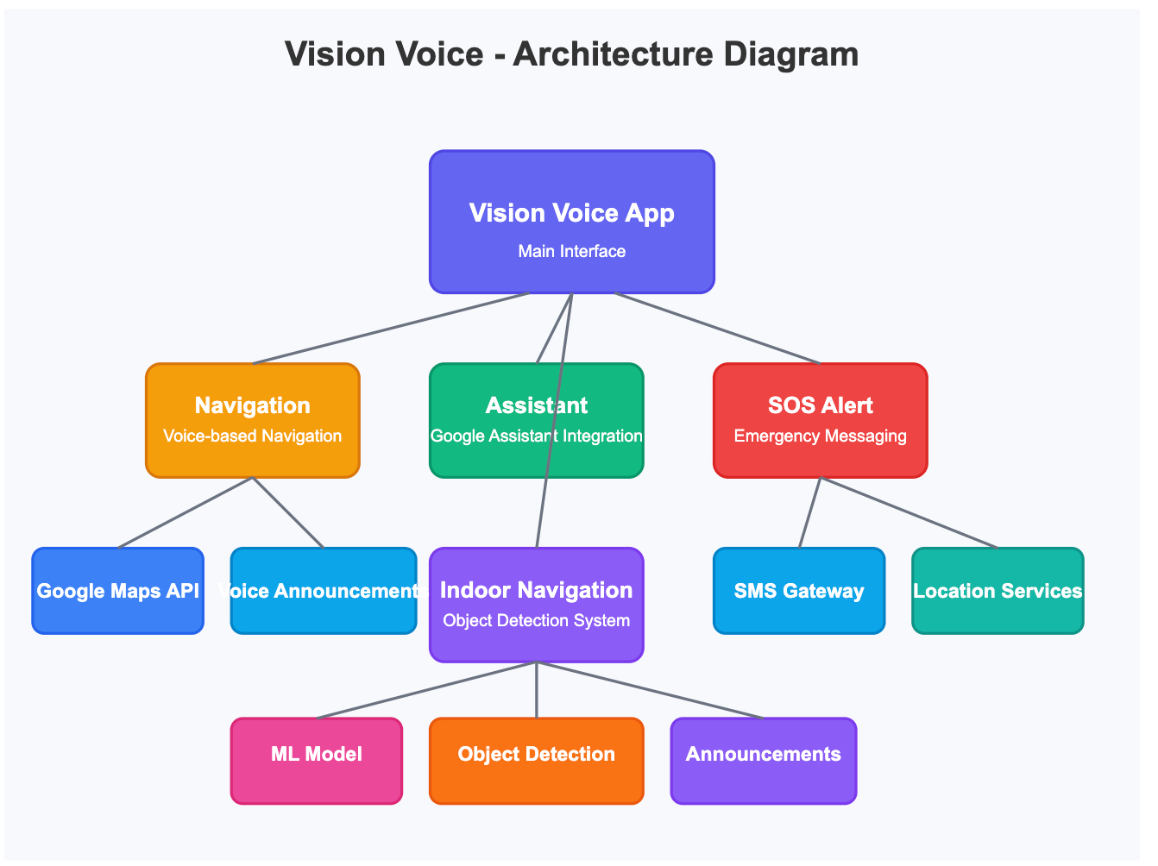 Vision Voice - Architecture Diagram
Vision Voice App
Main Interface
Navigation
Voice-based Navigation
Assistant
Google Assistant Integration
SOS Alert
Emergency Messaging
Google Maps API
Voice Announcements
Indoor Navigation
Object Detection System
SMS Gateway
Location Services
ML Model
Object Detection
Announcements